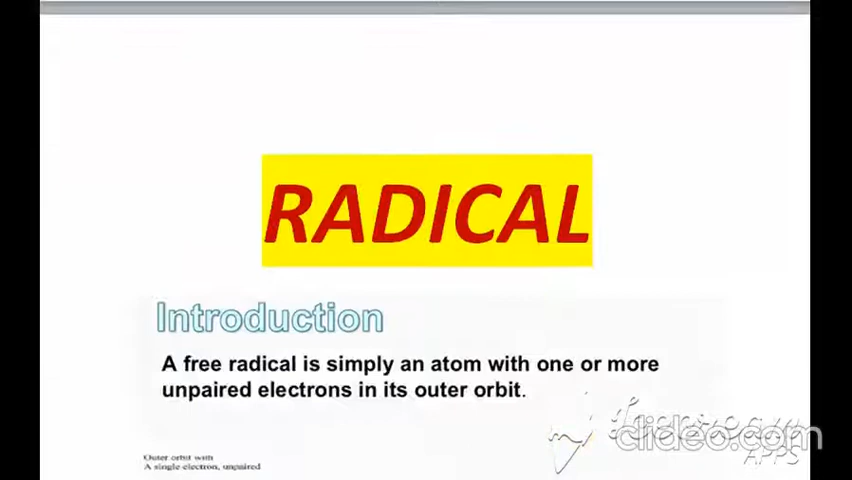 RADICAL
Introduction
A free radical is simply an atom with one or more
unpaired electrons in its outer orbit.
clideo.com
APPS
Outer orbit with
A single electron, unpaired